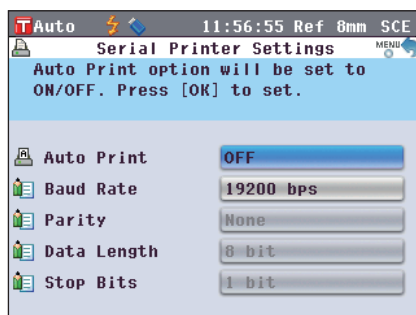 T Auto 11:56:55 Ref 8mm SCE
Serial Printer Settings MENU
Auto Print option will be set to
ON/OFF. Press [OK] to set.
A Auto Print OFF
Baud Rate 19200 bps
Parity None
Data Length 8 bit
Stop Bits 1 bit